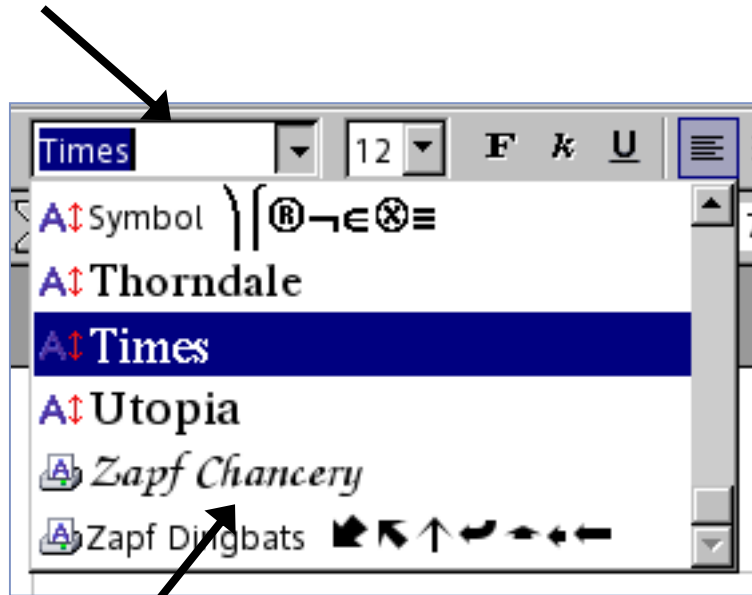 Times 12 F k U
Symbol ⎞⎡®¬∈⊗≡
Thorndale
Times
Utopia
Zapf Chancery
Zapf Dingbats